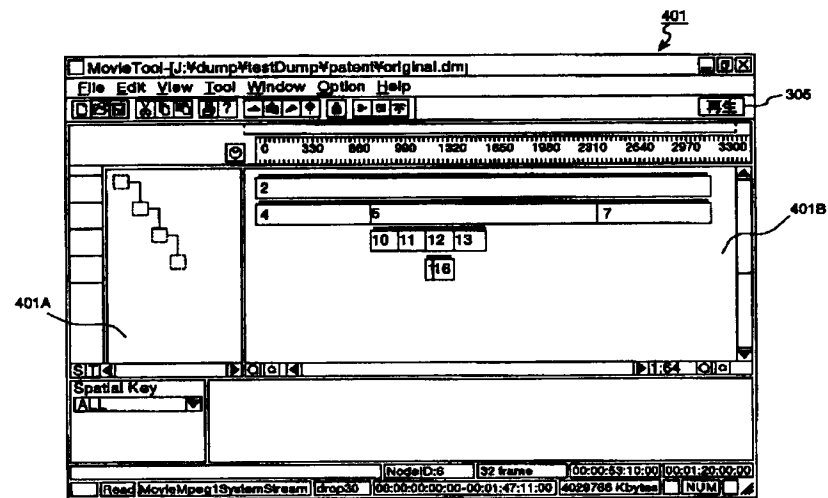 401
MovieTool-[J:¥dump¥testDump¥patent¥original.dm
File Edit View Tool Window Option Help
再生
305
0 330 660 990 1320 1650 1980 2310 2640 2970 3300
2
4 5 7
401B
10 11 12 13
16
401A
S T 1:64
Spatial Key
ALL
NodeID:6 32 frame 00:00:53:10:00 00:01:20:00:00
Read MovieMpeg1SystemStream drop30 00:00:00:00:00-00:01:47:11:00 4029766 Kbytes NUM